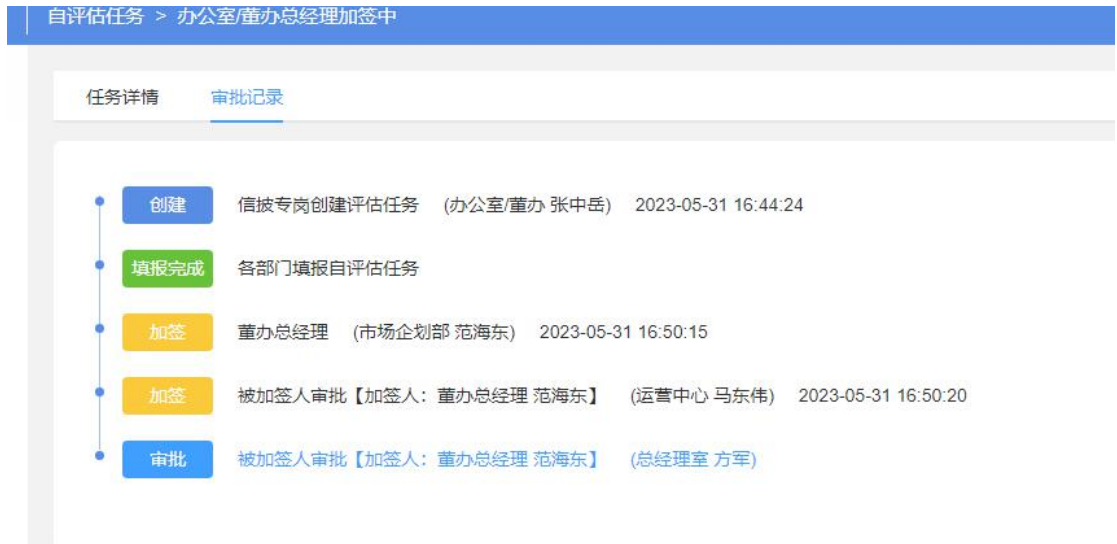 自评估任务 > 办公室/董办总经理加签中
任务详情 审批记录
创建 信披专岗创建评估任务 (办公室/董办 张中岳) 2023-05-31 16:44:24
填报完成 各部门填报自评估任务
加签 董办总经理 (市场企划部 范海东) 2023-05-31 16:50:15
加签 被加签人审批【加签人：董办总经理 范海东】 (运营中心 马东伟) 2023-05-31 16:50:20
审批 被加签人审批【加签人：董办总经理 范海东】 (总经理室 方军)